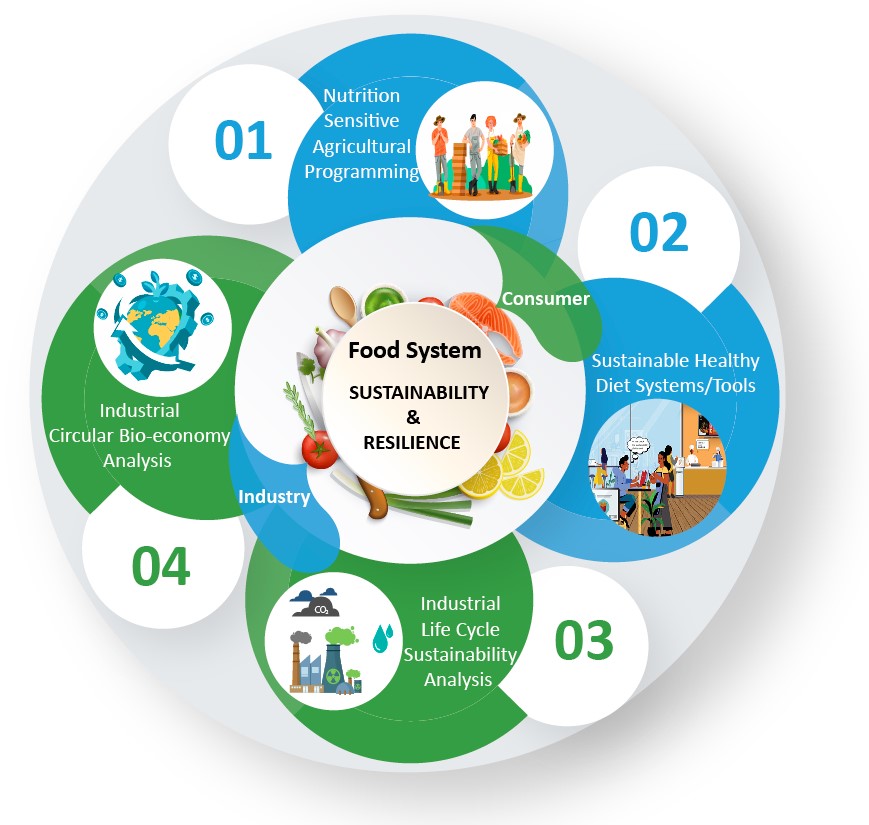 01
Nutrition
Sensitive
Agricultural
Programming
02
Consumer
Sustainable Healthy
Diet Systems/Tools
Food System
SUSTAINABILITY
&
RESILIENCE
Industrial
Circular Bio-economy
Analysis
Industry
04
CO₂
Industrial
Life Cycle
Sustainability
Analysis
03